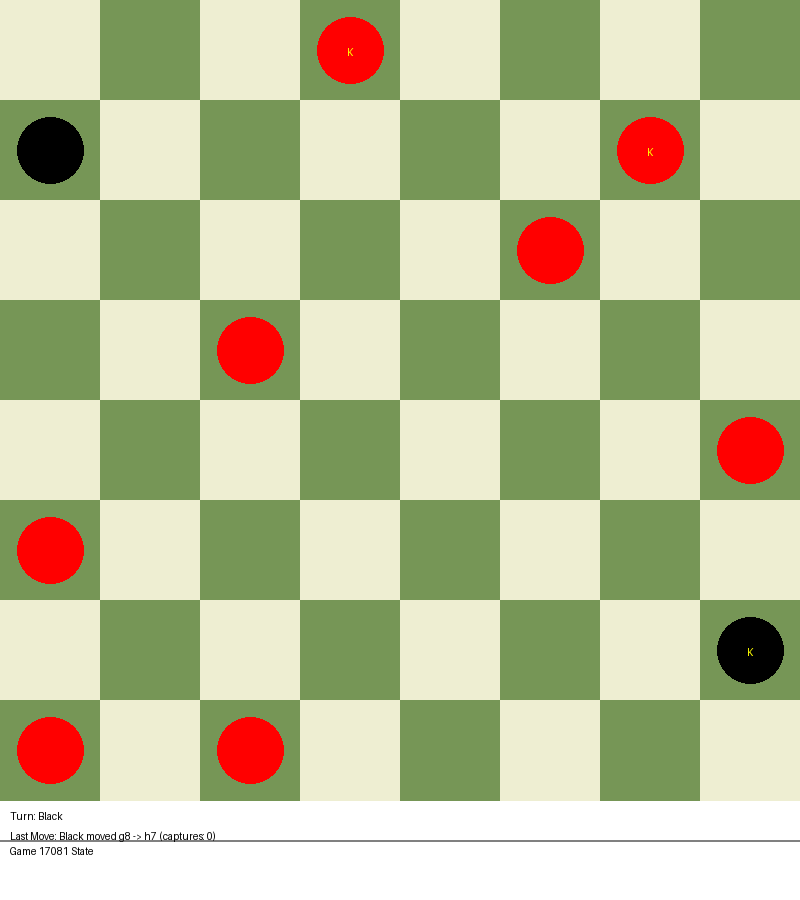 K
K
K
Turn: Black
Last Move: Black moved g8 -> h7 (captures: 0)
Game 17081 State